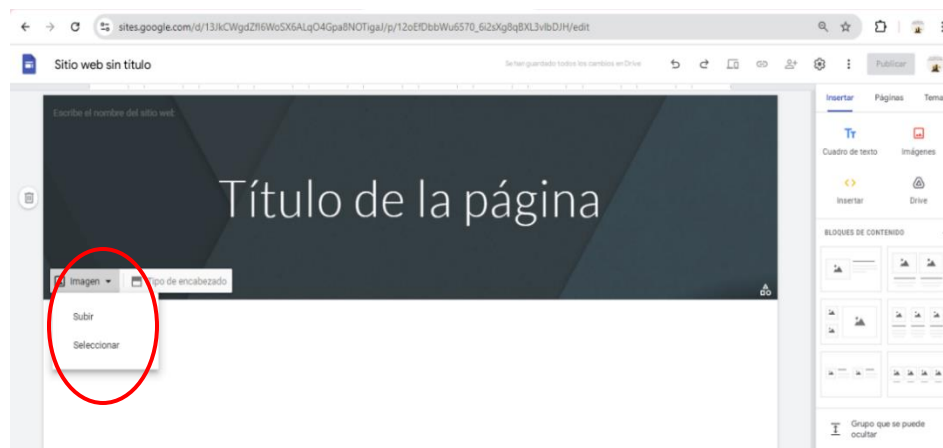 sites.google.com/d/13JkCWgdZfI6WoSX6ALqO4Gpa8NOTigaJ/p/12oEfDbbWu6570_6i2sXg8qBXL3vIbDJH/edit
Sitio web sin título
Se han guardado todos los cambios en Drive
Publicar
Escribe el nombre del sitio web
Título de la página
Imagen
Tipo de encabezado
Subir
Seleccionar
Insertar Páginas Tema
Tт
Cuadro de texto Imágenes
Insertar Drive
BLOQUES DE CONTENIDO
Grupo que se puede
ocultar